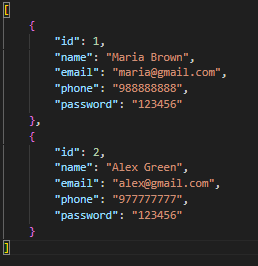 [
{
"id": 1,
"name": "Maria Brown",
"email": "maria@gmail.com",
"phone": "988888888",
"password": "123456"
},
{
"id": 2,
"name": "Alex Green",
"email": "alex@gmail.com",
"phone": "977777777",
"password": "123456"
}
]